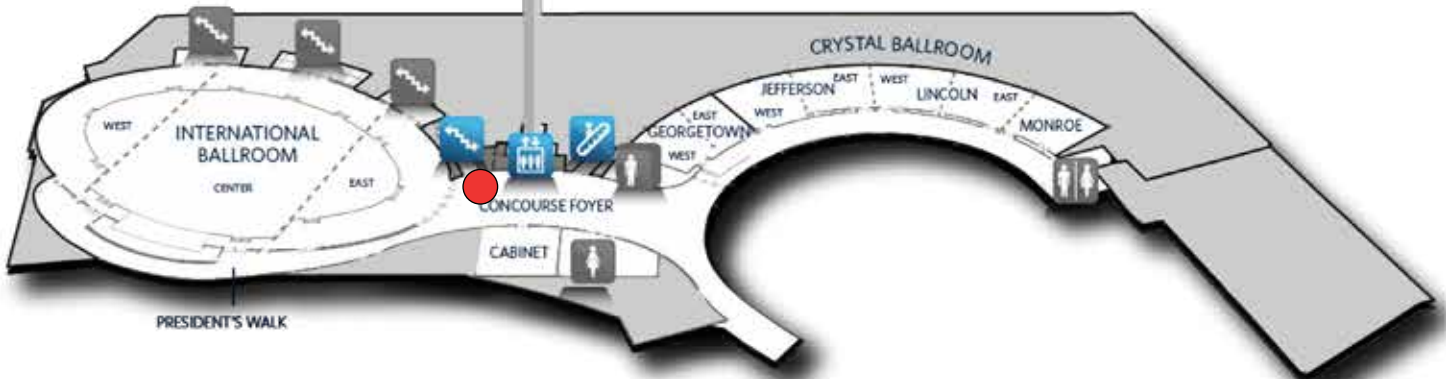 CRYSTAL BALLROOM
JEFFERSON
EAST
WEST
WEST
LINCOLN
EAST
MONROE
EAST
GEORGETOWN
WEST
WEST
INTERNATIONAL
BALLROOM
CENTER
EAST
CONCOURSE FOYER
CABINET
PRESIDENT'S WALK